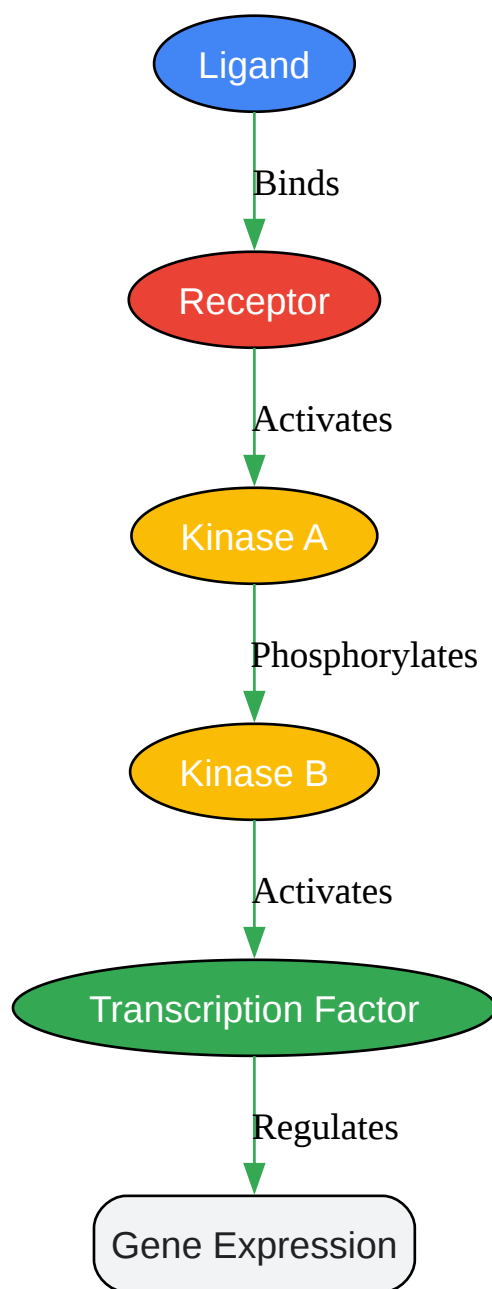 Ligand
Binds
Receptor
Activates
Kinase A
Phosphorylates
Kinase B
Activates
Transcription Factor
Regulates
Gene Expression